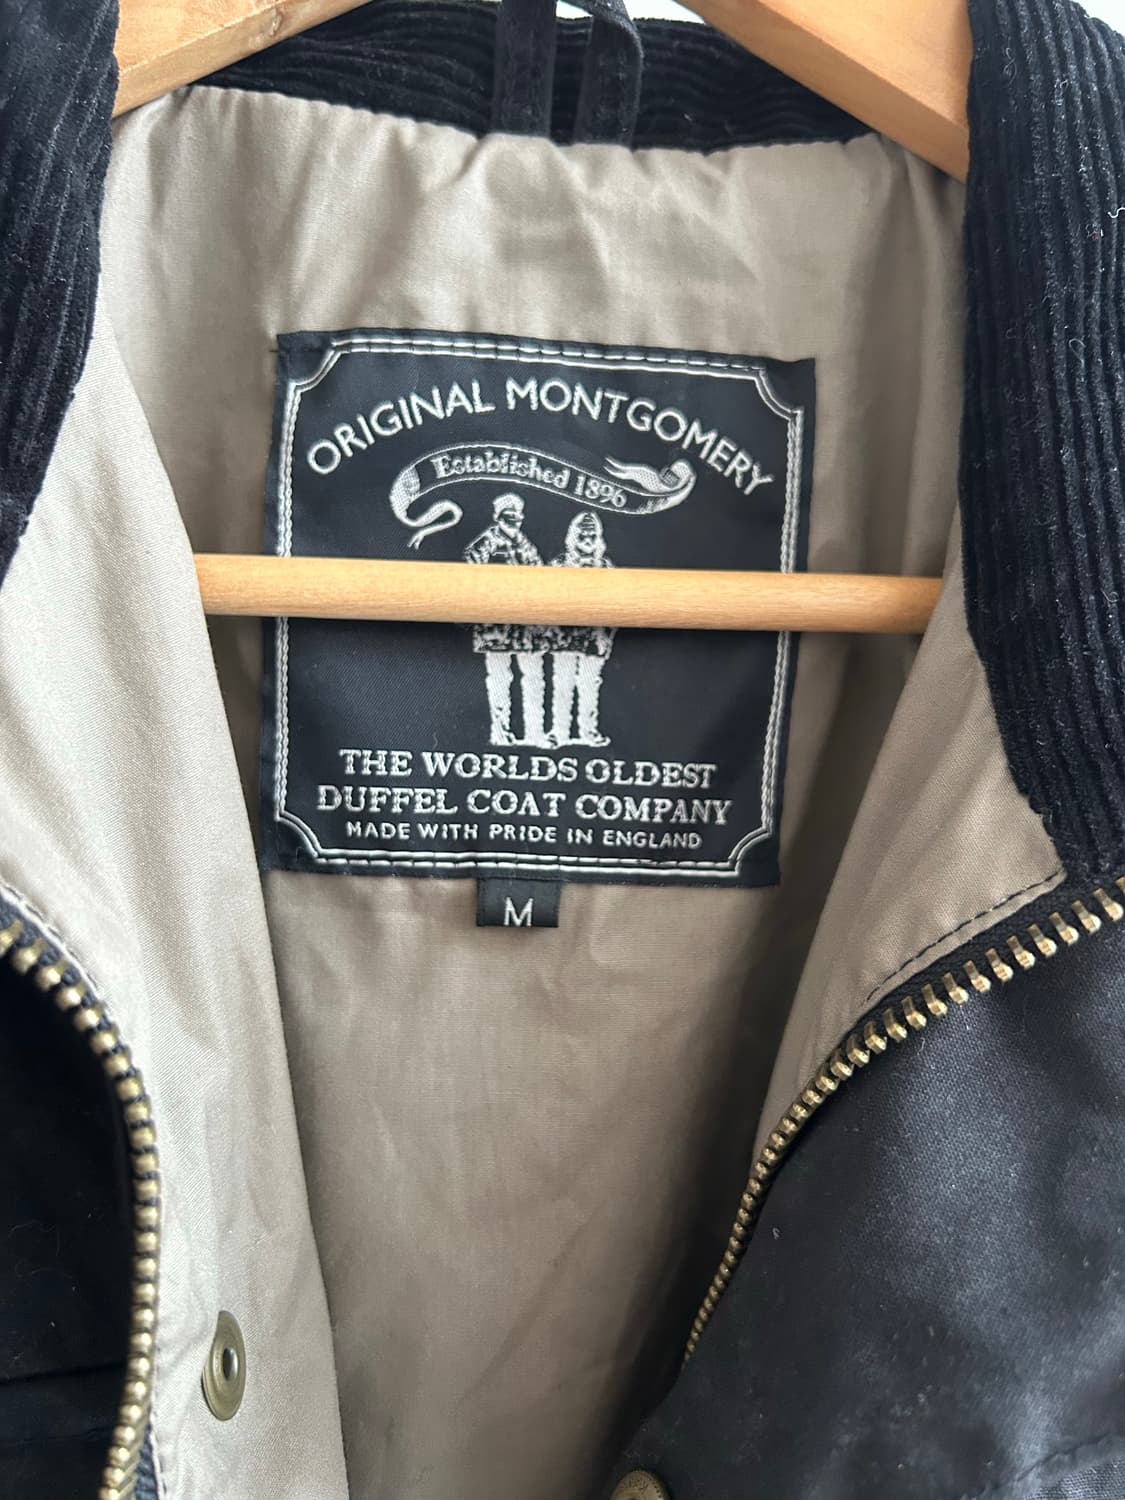 ORIGINAL MONTGOMERY
Established 1896
THE WORLDS OLDEST
DUFFEL COAT COMPANY
MADE WITH PRIDE IN ENGLAND
M